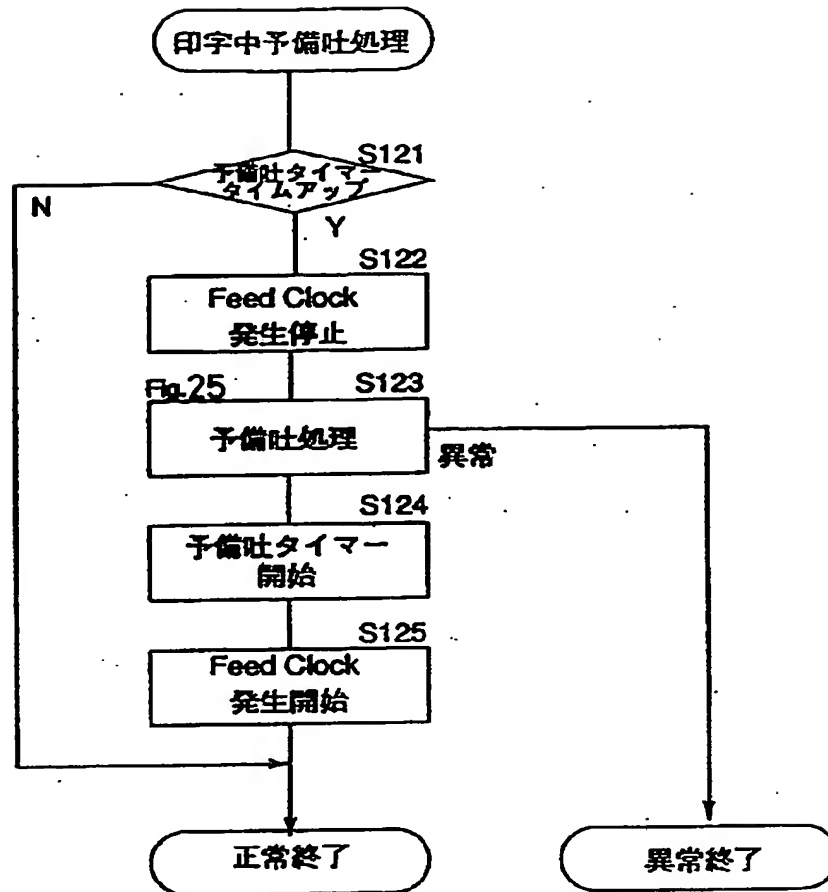 印字中予備吐処理
S121
予備吐タイマー
タイムアップ
N
Y
S122
Feed Clock
発生停止
Fig.25
S123
予備吐処理
異常
S124
予備吐タイマー
開始
S125
Feed Clock
発生開始
正常終了
異常終了